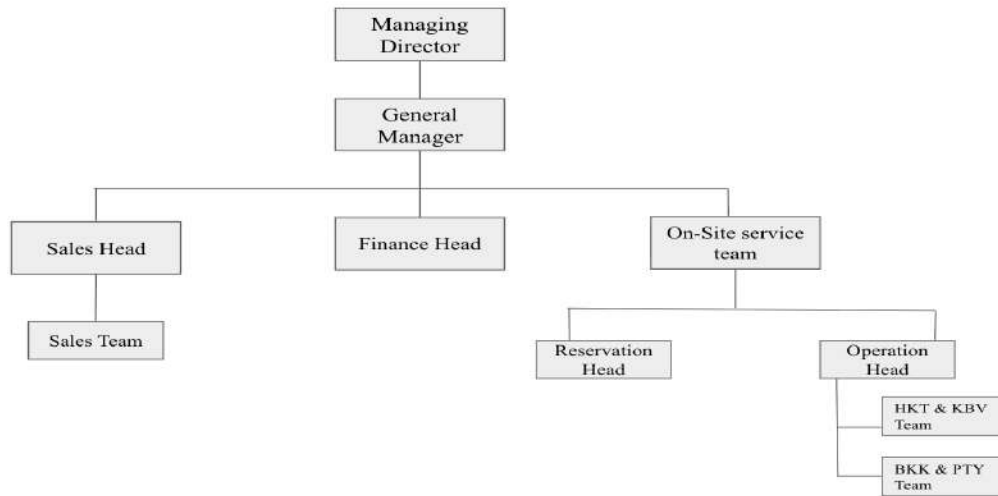 Managing
Director
General
Manager
Sales Head
Finance Head
On-Site service
team
Sales Team
Reservation
Head
Operation
Head
HKT & KBV
Team
BKK & PTY
Team